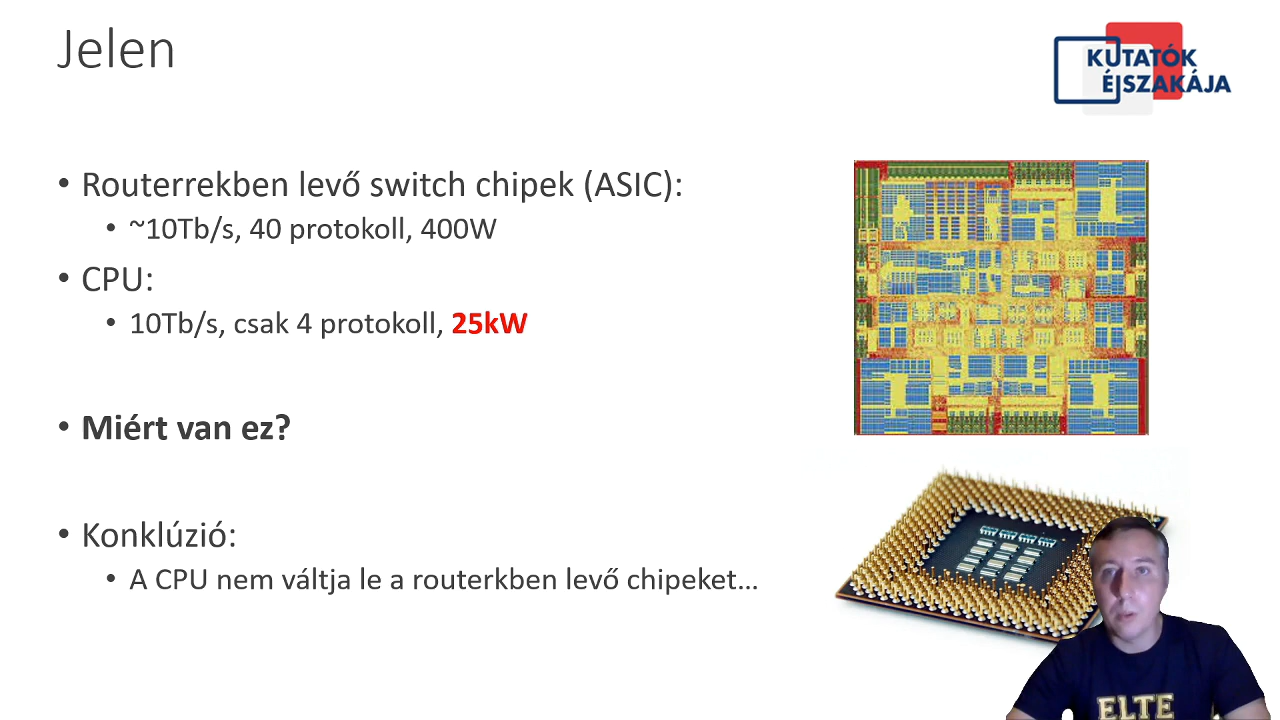 Jelen
KUTATÓK
ÉJSZAKÁJA
• Routerrekben levő switch chipek (ASIC):
• ~10Tb/s, 40 protokoll, 400W
• CPU:
• 10Tb/s, csak 4 protokoll, 25kW
• Miért van ez?
• Konklúzió:
• A CPU nem váltja le a routerkben levő chipeket…
ELTE